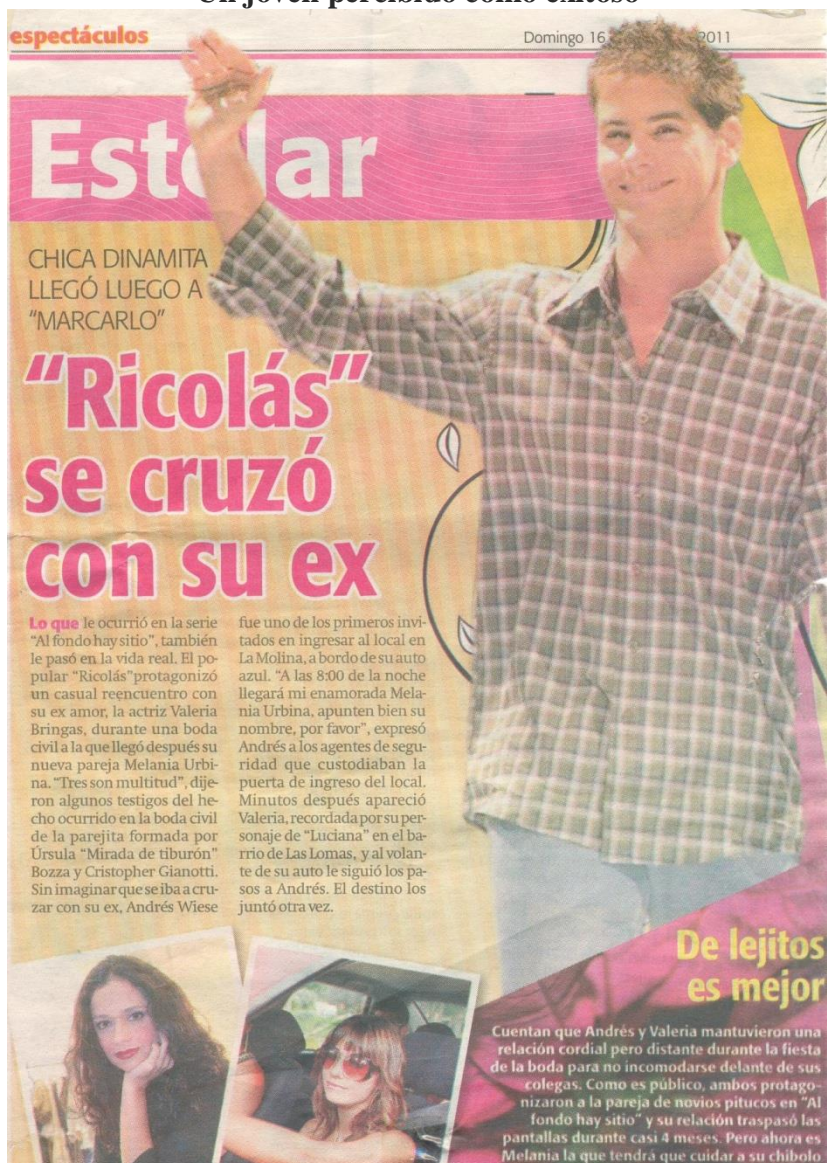 Un joven percibido como exitoso
espectáculos
Domingo 16 2011
Estelar
CHICA DINAMITA
LLEGÓ LUEGO A
"MARCARLO"
"Ricolás"
se cruzó
con su ex
Lo que le ocurrió en la serie
"Al fondo hay sitio", también
le pasó en la vida real. El po-
pular "Ricolás"protagonizó
un casual reencuentro con
su ex amor, la actriz Valeria
Bringas, durante una boda
civil a la que llegó después su
nueva pareja Melania Urbi-
na. "Tres son multitud", dije-
ron algunos testigos del he-
cho ocurrido en la boda civil
de la parejita formada por
Úrsula "Mirada de tiburón"
Bozza y Cristopher Gianotti.
Sin imaginar que se iba a cru-
zar con su ex, Andrés Wiese
fue uno de los primeros invi-
tados en ingresar al local en
La Molina, a bordo de su auto
azul. "A las 8:00 de la noche
llegará mi enamorada Mela-
nia Urbina, apunten bien su
nombre, por favor", expresó
Andrés a los agentes de segu-
ridad que custodiaban la
puerta de ingreso del local.
Minutos después apareció
Valeria, recordada por su per-
sonaje de "Luciana" en el ba-
rrio de Las Lomas, y al volan-
te de su auto le siguió los pa-
sos a Andrés. El destino los
juntó otra vez.
De lejitos
es mejor
Cuentan que Andrés y Valeria mantuvieron una
relación cordial pero distante durante la fiesta
de la boda para no incomodarse delante de sus
colegas. Como es público, ambos protago-
nizaron a la pareja de novios pitucos en "Al
fondo hay sitio" y su relación traspasó las
pantallas durante casi 4 meses. Pero ahora es
Melania la que tendrá que cuidar a su chibolo